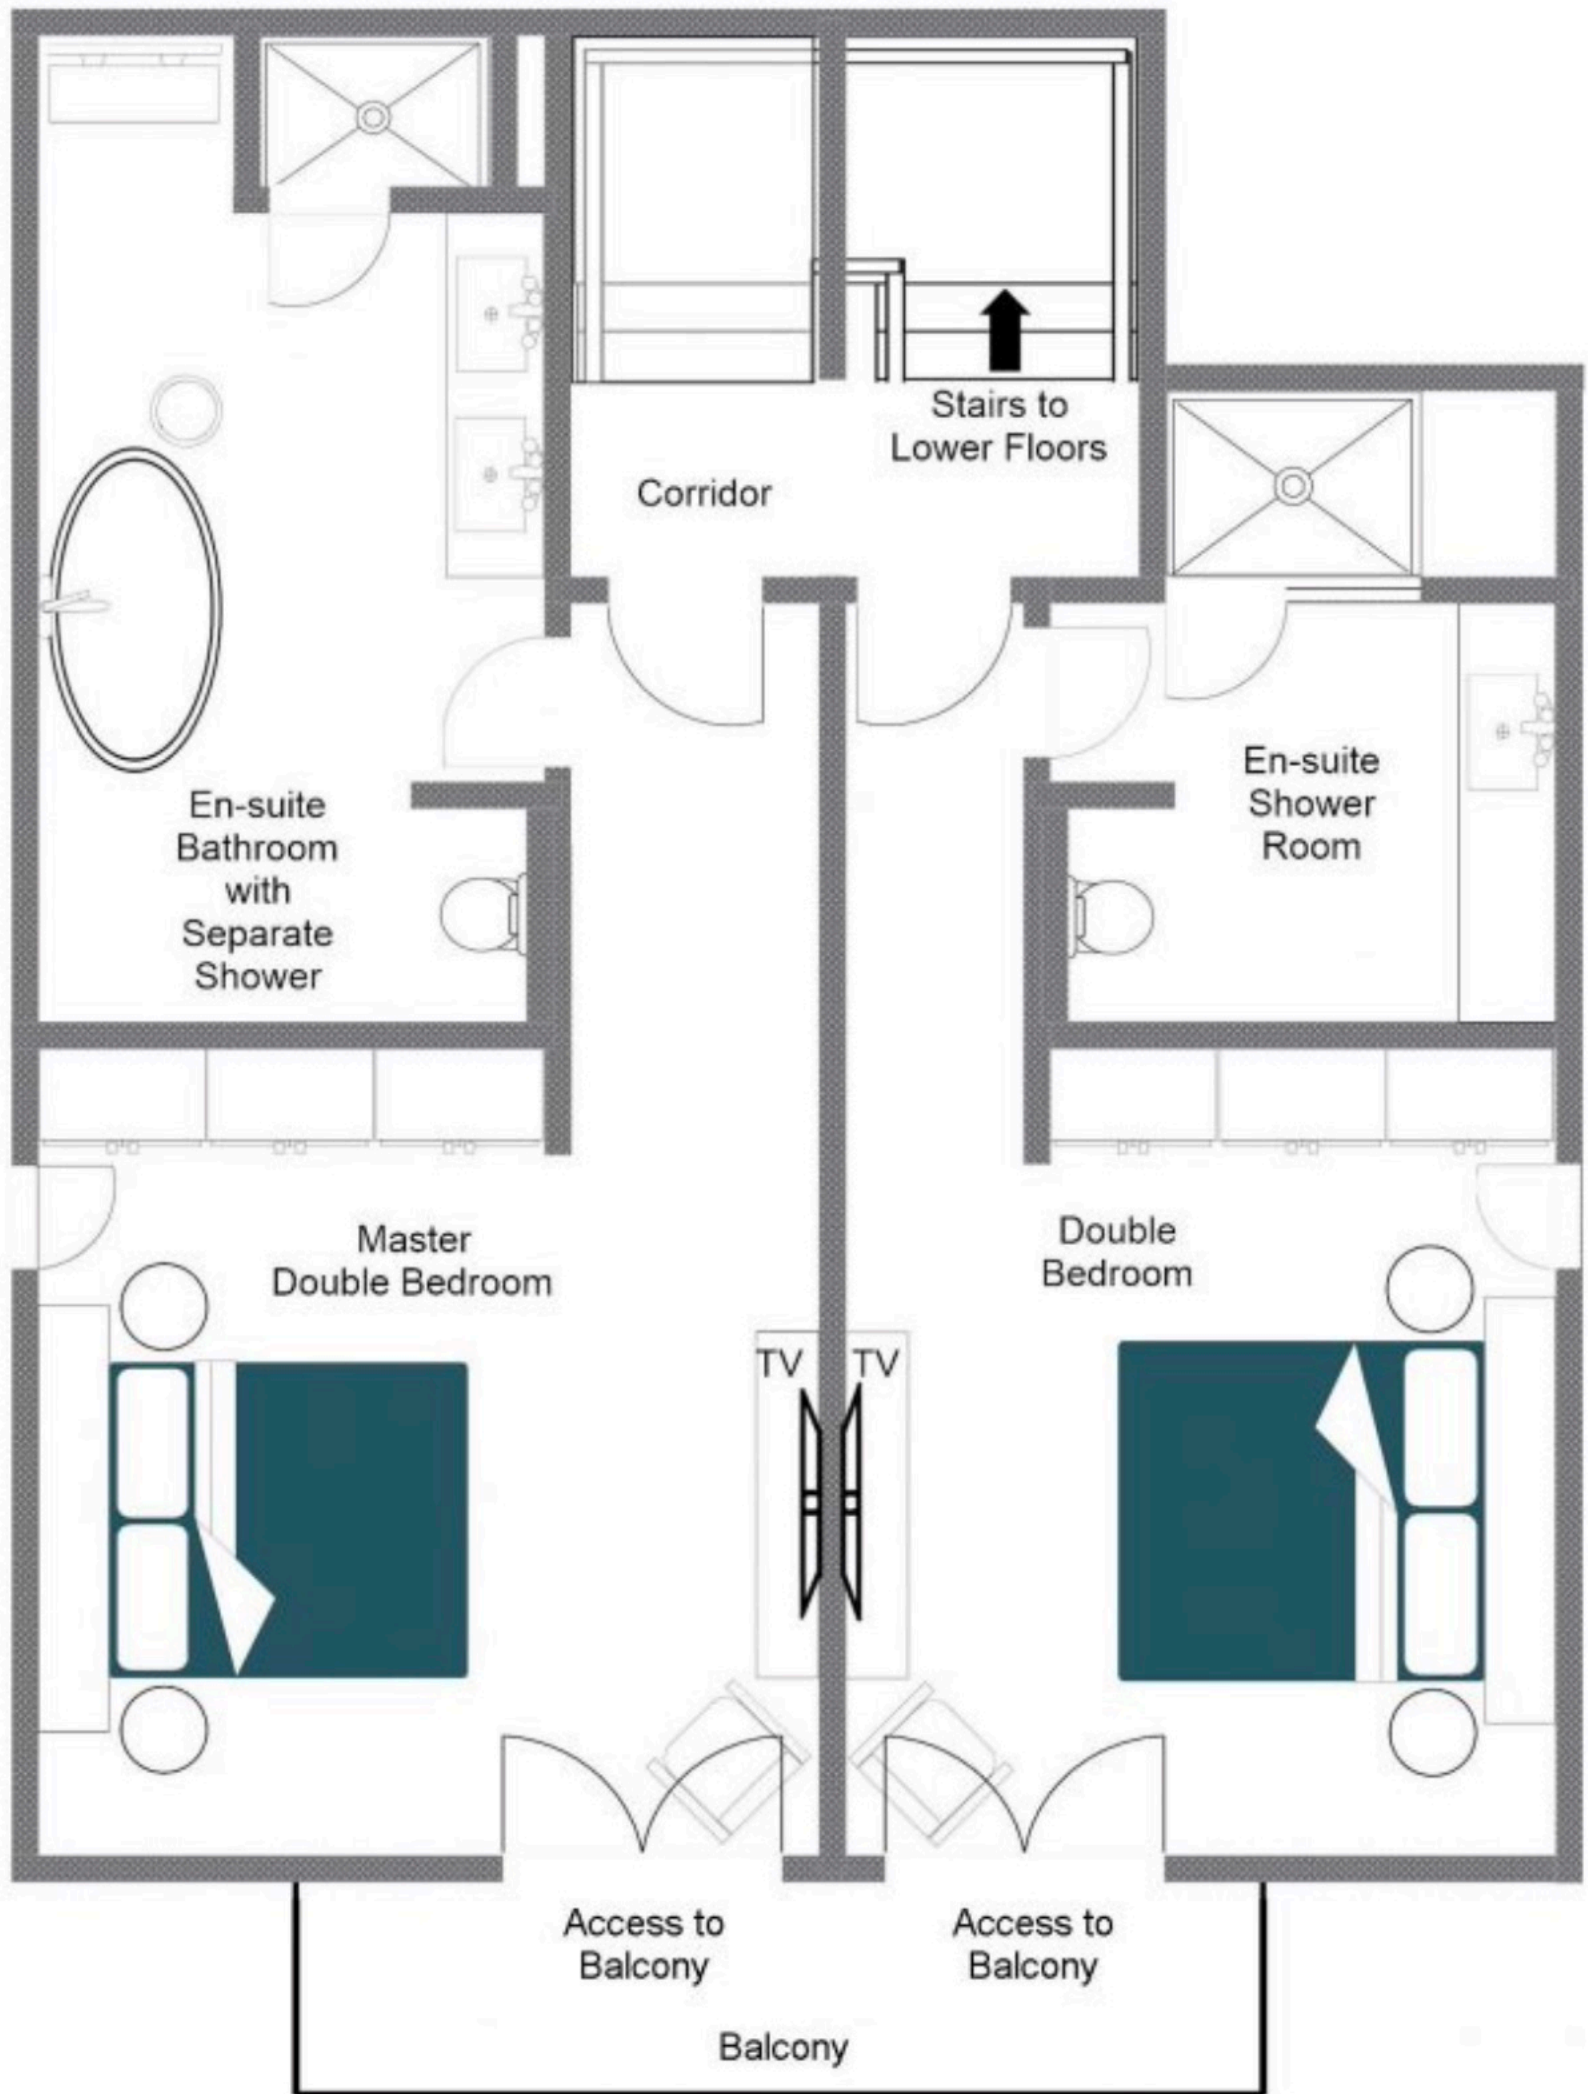 Stairs to
Lower Floors
Corridor
En-suite
Bathroom
with
Separate
Shower
En-suite
Shower
Room
Master
Double Bedroom
Double
Bedroom
TV
TV
Access to
Balcony
Access to
Balcony
Balcony